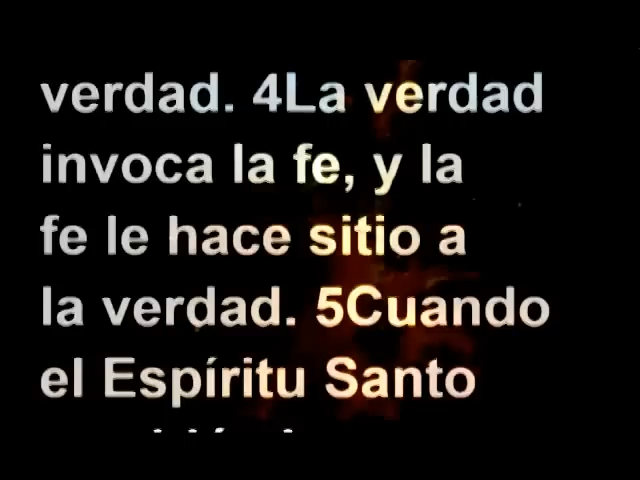 verdad. 4La verdad
invoca la fe, y la
fe le hace sitio a
la verdad. 5Cuando
el Espíritu Santo